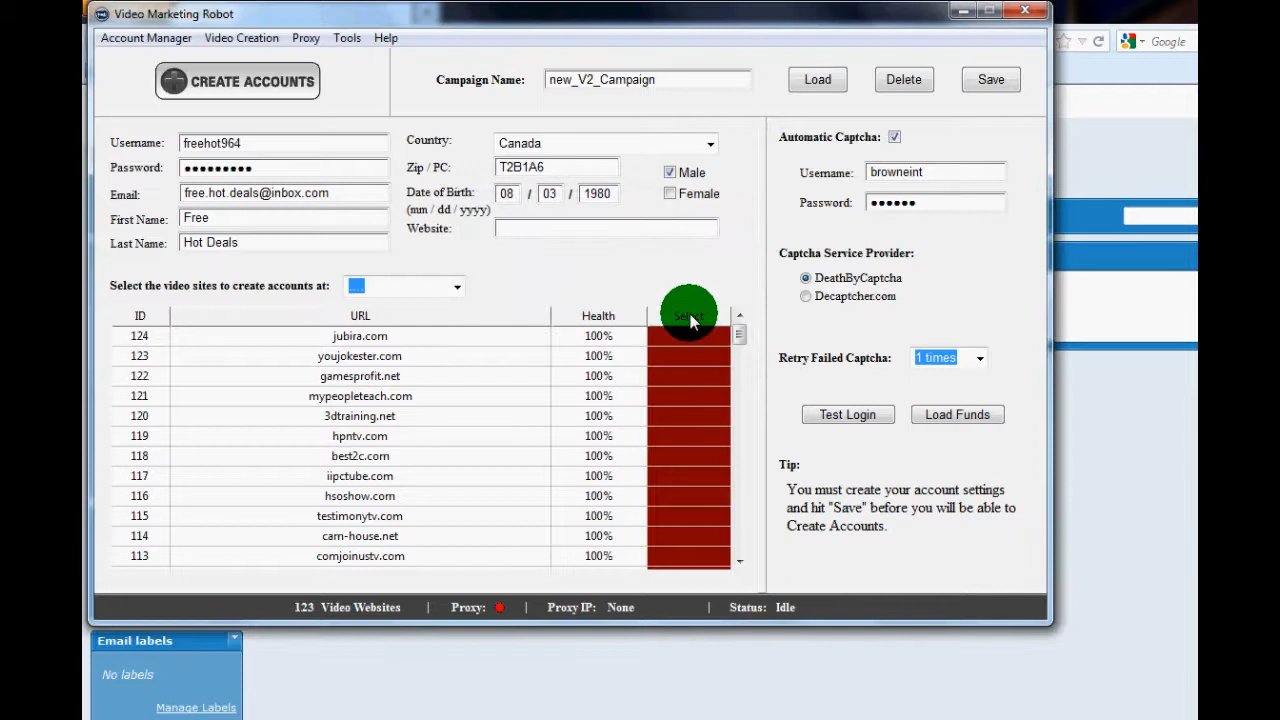 Video Marketing Robot
Account Manager Video Creation Proxy Tools Help
Google
CREATE ACCOUNTS
Campaign Name: new_V2_Campaign Load Delete Save
Username: freehot964
Password: •••••••••
Email: free.hot.deals@inbox.com
First Name: Free
Last Name: Hot Deals
Country: Canada
Zip / PC: T2B1A6
Date of Birth: 08 / 03 / 1980
(mm / dd / yyyy)
Website:
Male
Female
Automatic Captcha:
Username: browneint
Password: ••••••
Captcha Service Provider:
DeathByCaptcha
Decaptcher.com
Retry Failed Captcha: 1 times
Test Login Load Funds
Tip:
You must create your account settings
and hit "Save" before you will be able to
Create Accounts.
Select the video sites to create accounts at: ....
ID URL Health Select
124 jubira.com 100%
123 youjokester.com 100%
122 gamesprofit.net 100%
121 mypeopleteach.com 100%
120 3dtraining.net 100%
119 hpntv.com 100%
118 best2c.com 100%
117 iipctube.com 100%
116 hsoshow.com 100%
115 testimonytv.com 100%
114 cam-house.net 100%
113 comjoinustv.com 100%
123 Video Websites | Proxy: | Proxy IP: None | Status: Idle
Email labels
No labels
Manage Labels